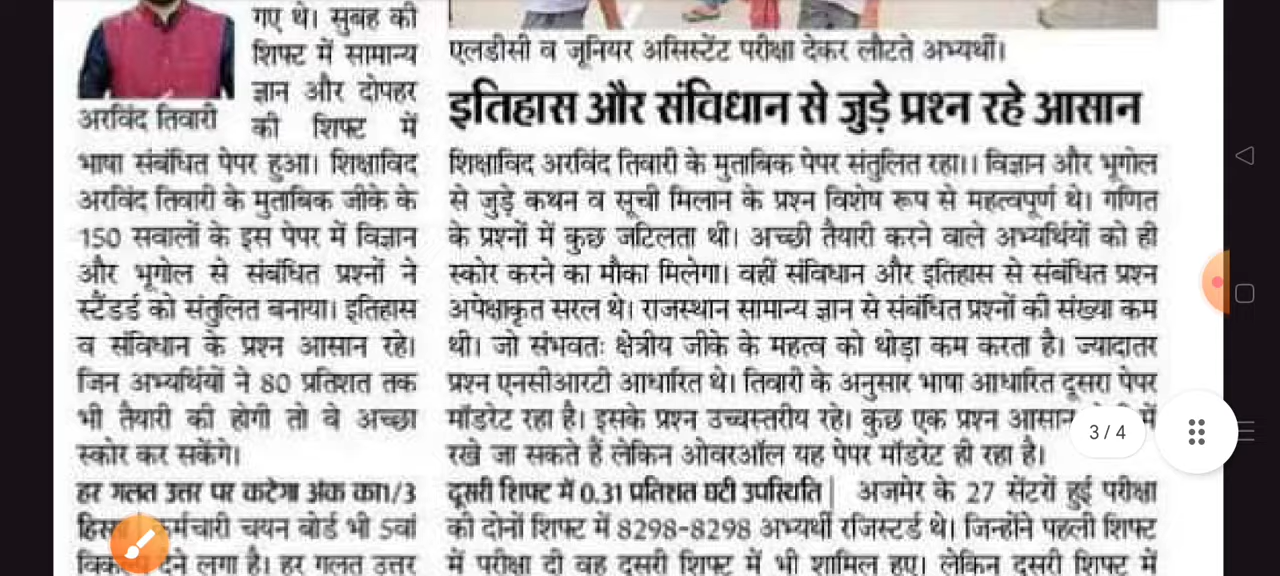 गए थे। सुबह की
शिफ्ट में सामान्य
ज्ञान और दोपहर
की शिफ्ट में
अरविंद तिवारी
भाषा संबंधित पेपर हुआ। शिक्षाविद
अरविंद तिवारी के मुताबिक जीके के
150 सवालों के इस पेपर में विज्ञान
और भूगोल से संबंधित प्रश्नों ने
स्टैंडर्ड को संतुलित बनाया। इतिहास
व संविधान के प्रश्न आसान रहे।
जिन अभ्यर्थियों ने 80 प्रतिशत तक
भी तैयारी की होगी तो वे अच्छा
स्कोर कर सकेंगे।
हर गलत उत्तर पर कटेगा अंक का1/3
कर्मचारी चयन बोर्ड भी 5वां
देने लगा है। हर गलत उत्तर
एलडीसी व जूनियर असिस्टेंट परीक्षा देकर लौटते अभ्यर्थी।
इतिहास और संविधान से जुड़े प्रश्न रहे आसान
शिक्षाविद अरविंद तिवारी के मुताबिक पेपर संतुलित रहा।। विज्ञान और भूगोल
से जुड़े कथन व सूची मिलान के प्रश्न विशेष रूप से महत्वपूर्ण थे। गणित
के प्रश्नों में कुछ जटिलता थी। अच्छी तैयारी करने वाले अभ्यर्थियों को ही
स्कोर करने का मौका मिलेगा। वहीं संविधान और इतिहास से संबंधित प्रश्न
अपेक्षाकृत सरल थे। राजस्थान सामान्य ज्ञान से संबंधित प्रश्नों की संख्या कम
थी। जो संभवतः क्षेत्रीय जीके के महत्व को थोड़ा कम करता है। ज्यादातर
प्रश्न एनसीआरटी आधारित थे। तिवारी के अनुसार भाषा आधारित दूसरा पेपर
मॉडरेट रहा है। इसके प्रश्न उच्चस्तरीय रहे। कुछ एक प्रश्न आसान में
रखे जा सकते हैं लेकिन ओवरऑल यह पेपर मॉडरेट ही रहा है।
दूसरी शिफ्ट में 0.31 प्रतिशत घटी उपस्थिति | अजमेर के 27 सेंटरों हुई परीक्षा
की दोनों शिफ्ट में 8298-8298 अभ्यर्थी रजिस्टर्ड थे। जिन्होंने पहली शिफ्ट
में परीक्षा दी वह दूसरी शिफ्ट में भी शामिल हुए। लेकिन दूसरी शिफ्ट में
3 / 4